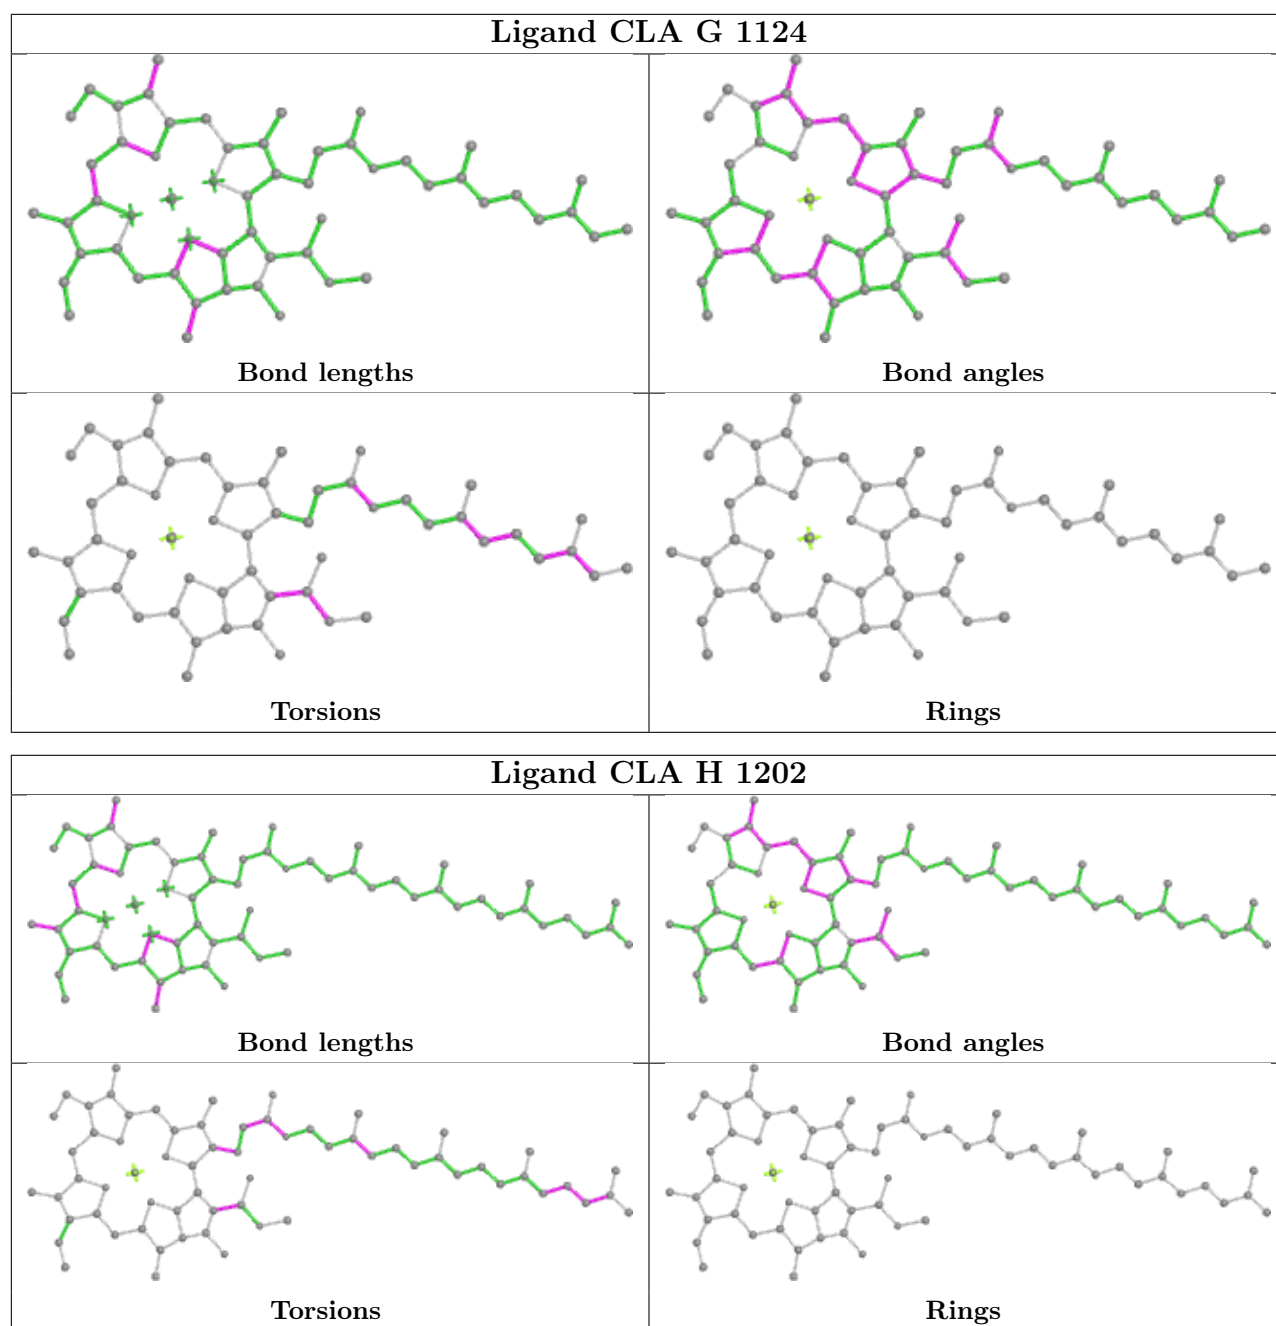 Ligand CLA G 1124
Bond lengths
Bond angles
Torsions
Rings
Ligand CLA H 1202
Bond lengths
Bond angles
Torsions
Rings